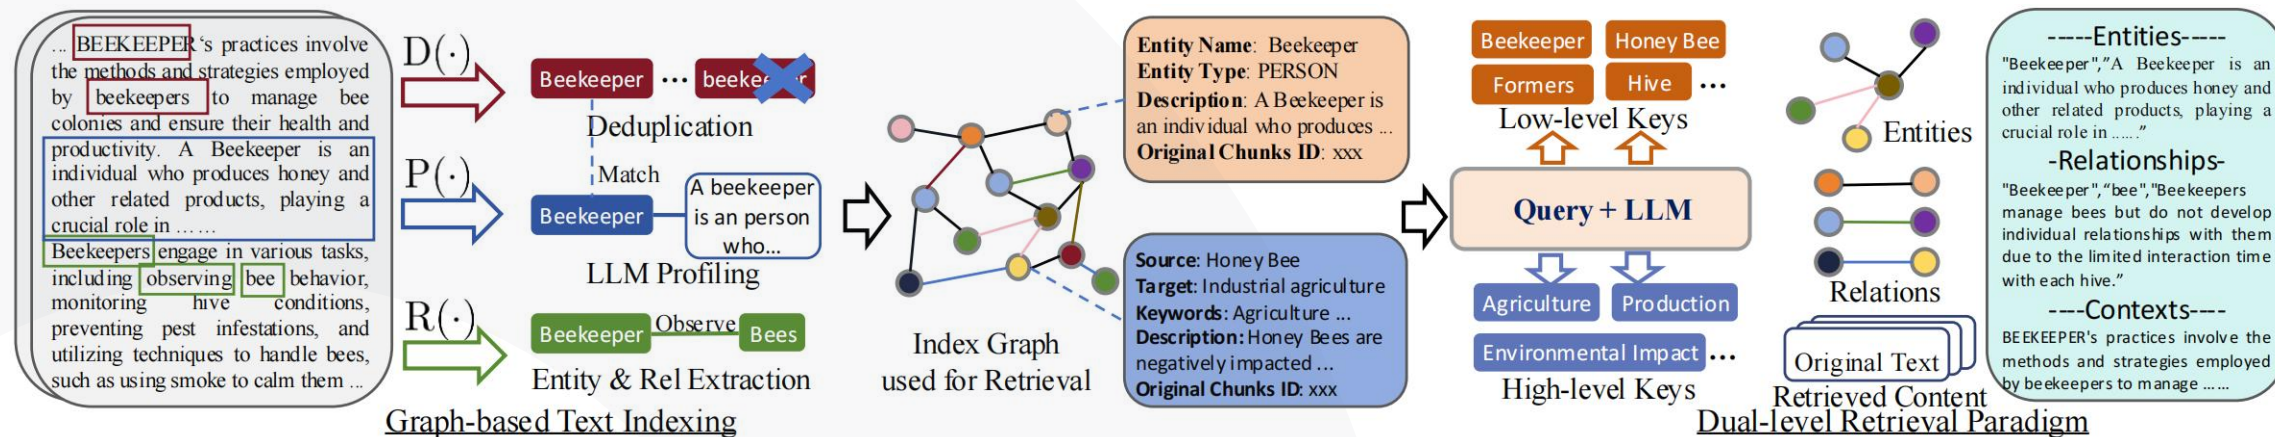 ... BEEKEEPER‘s practices involve
the methods and strategies employed
by beekeepers to manage bee
colonies and ensure their health and
productivity. A Beekeeper is an
individual who produces honey and
other related products, playing a
crucial role in ... ...
Beekeepers engage in various tasks,
including observing bee behavior,
monitoring hive conditions,
preventing pest infestations, and
utilizing techniques to handle bees,
such as using smoke to calm them ...
D(·)
P(·)
R(·)
Beekeeper ... beekeeper
Deduplication
Match
Beekeeper
A beekeeper
is an person
who...
LLM Profiling
Beekeeper Observe Bees
Entity & Rel Extraction
Graph-based Text Indexing
Index Graph
used for Retrieval
Entity Name: Beekeeper
Entity Type: PERSON
Description: A Beekeeper is
an individual who produces ...
Original Chunks ID: xxx
Source: Honey Bee
Target: Industrial agriculture
Keywords: Agriculture ...
Description: Honey Bees are
negatively impacted ...
Original Chunks ID: xxx
Beekeeper Honey Bee
Formers Hive ...
Low-level Keys
Query + LLM
Agriculture Production
Environmental Impact ...
High-level Keys
Entities
Relations
Original Text
Retrieved Content
Dual-level Retrieval Paradigm
-----Entities-----
"Beekeeper",”A Beekeeper is an
individual who produces honey and
other related products, playing a
crucial role in ......”
-Relationships-
"Beekeeper",“bee”,"Beekeepers
manage bees but do not develop
individual relationships with them
due to the limited interaction time
with each hive.”
----Contexts----
BEEKEEPER's practices involve the
methods and strategies employed
by beekeepers to manage ......